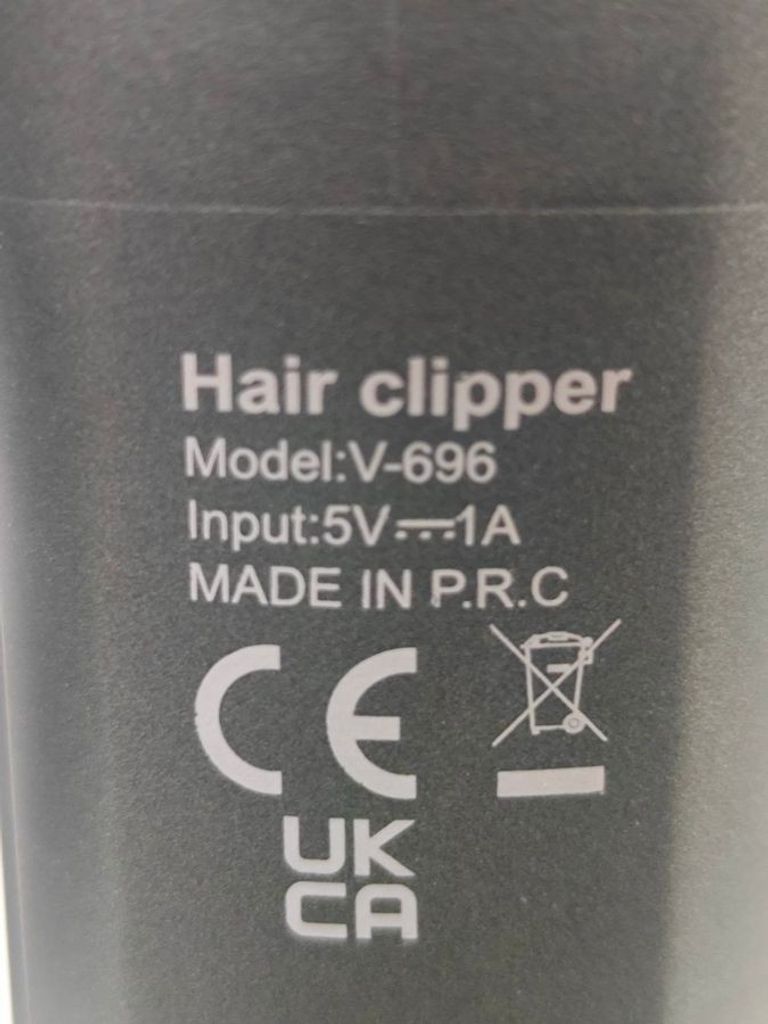 Hair clipper
Model:V-696
Input:5V⎓1A
MADE IN P.R.C
CE
UK
CA